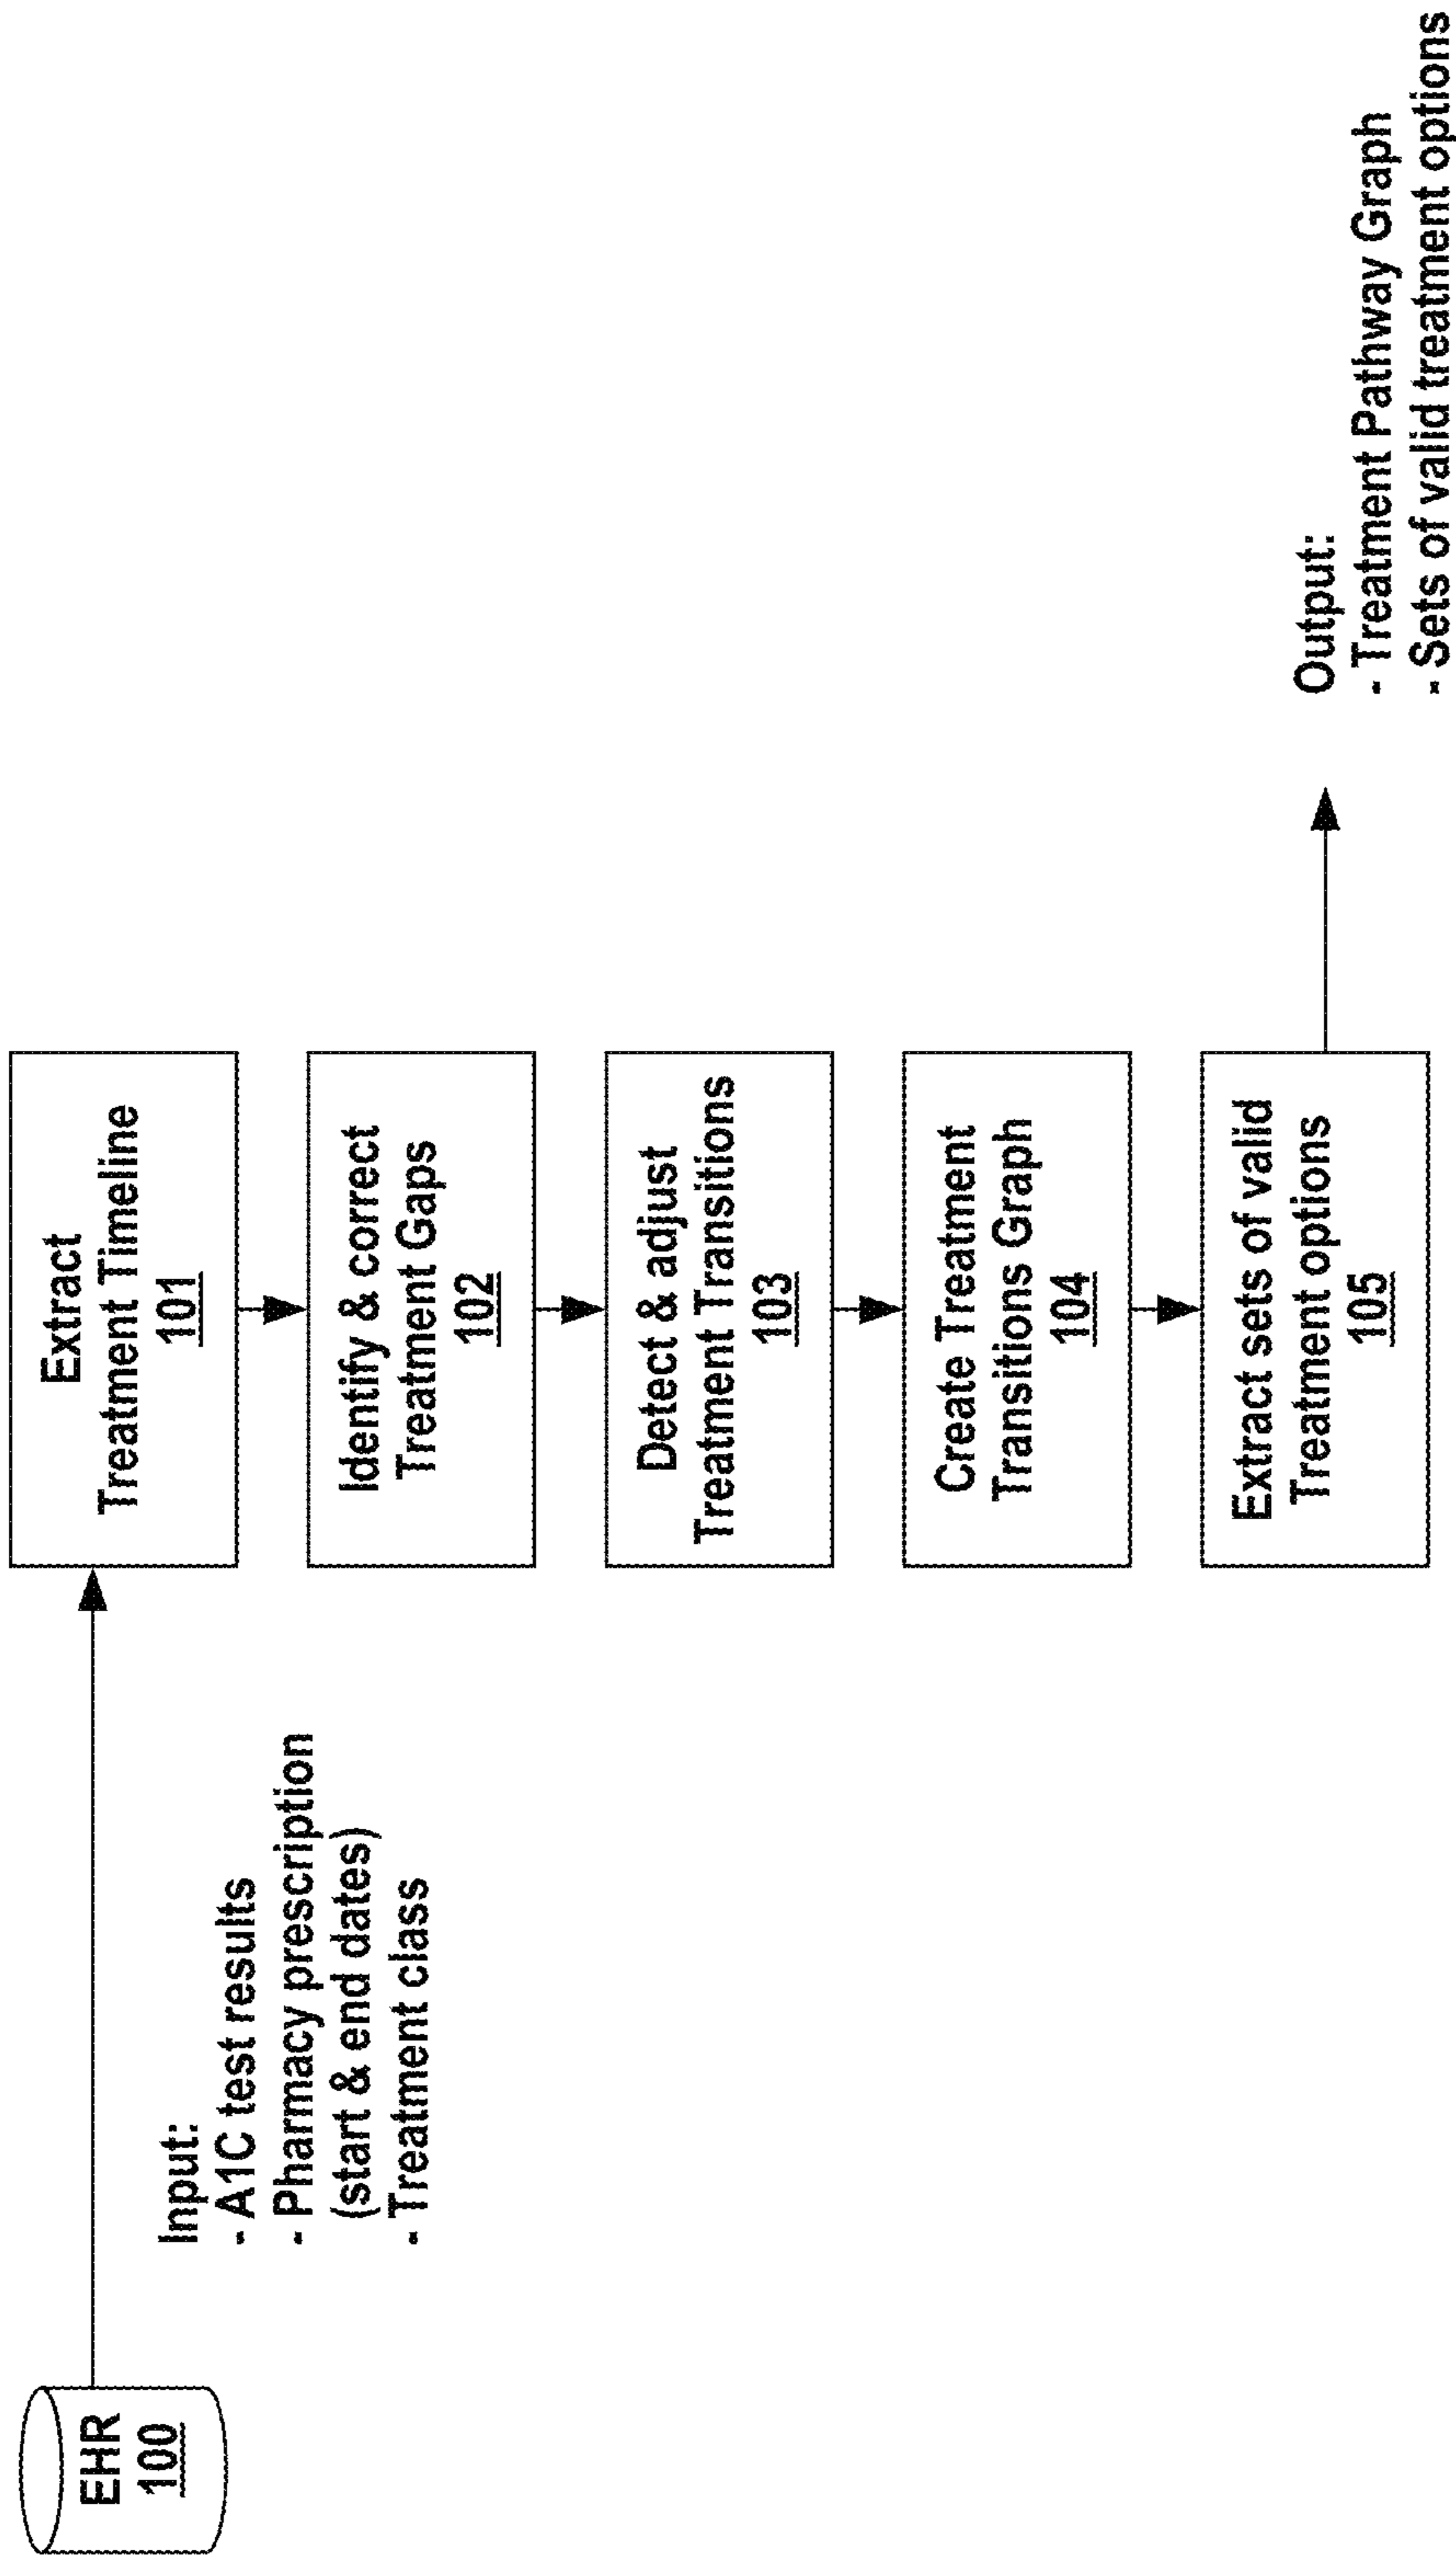 EHR
100
Input:
- A1C test results
- Pharmacy prescription
(start & end dates)
- Treatment class
Extract
Treatment Timeline
101
Identify & correct
Treatment Gaps
102
Detect & adjust
Treatment Transitions
103
Create Treatment
Transitions Graph
104
Extract sets of valid
Treatment options
105
Output:
- Treatment Pathway Graph
- Sets of valid treatment options